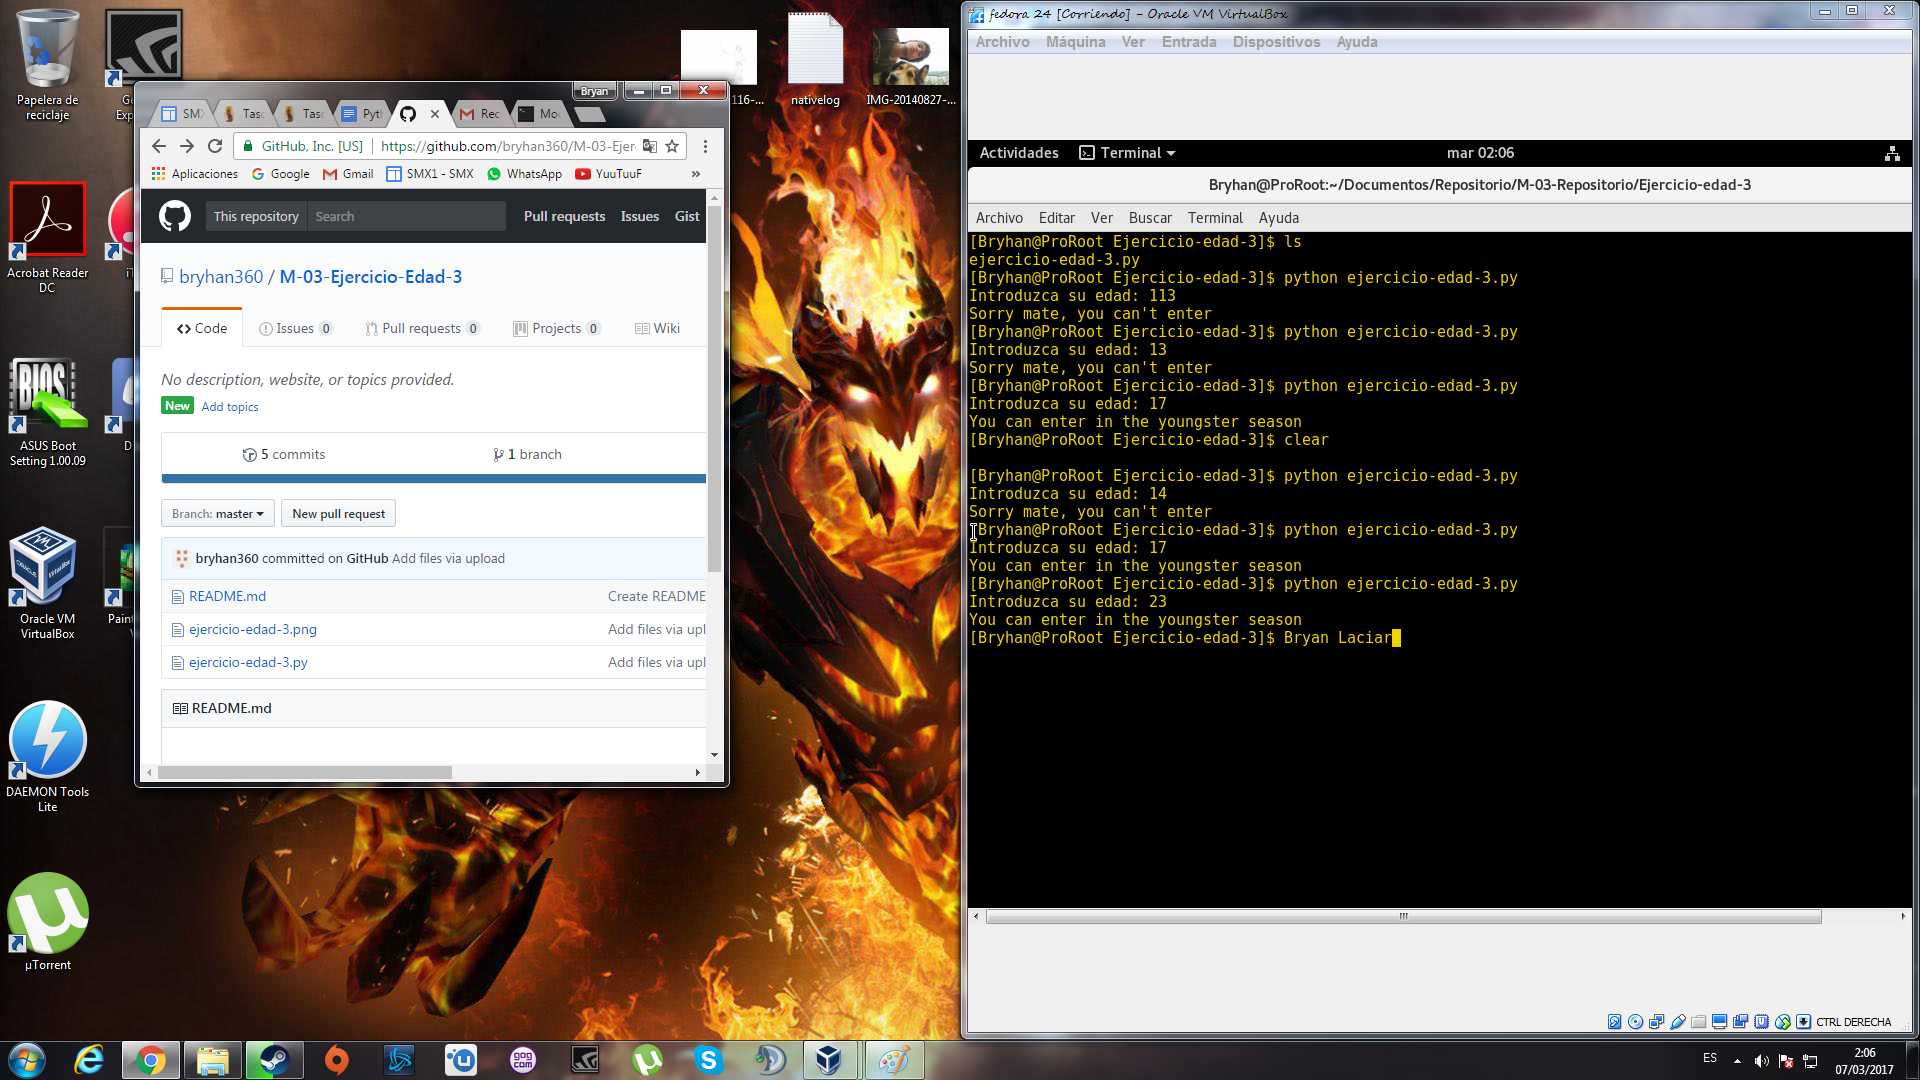 Papelera de
reciclaje
Acrobat Reader
DC
ASUS Boot
Setting 1.00.09
Oracle VM
VirtualBox
DAEMON Tools
Lite
µTorrent
116-...
nativelog
IMG-20140827-...
Bryan
SM
Tas
Tas
Pyt
Rec
Mo
GitHub, Inc. [US] https://github.com/bryhan360/M-03-Ejer
Aplicaciones Google Gmail SMX1 - SMX WhatsApp YuuTuuF »
This repository Search Pull requests Issues Gist
bryhan360 / M-03-Ejercicio-Edad-3
Code Issues 0 Pull requests 0 Projects 0 Wiki
No description, website, or topics provided.
New Add topics
5 commits 1 branch
Branch: master New pull request
bryhan360 committed on GitHub Add files via upload
README.md Create README
ejercicio-edad-3.png Add files via upl
ejercicio-edad-3.py Add files via upl
README.md
fedora 24 [Corriendo] - Oracle VM VirtualBox
Archivo Máquina Ver Entrada Dispositivos Ayuda
Actividades Terminal mar 02:06
Bryhan@ProRoot:~/Documentos/Repositorio/M-03-Repositorio/Ejercicio-edad-3
Archivo Editar Ver Buscar Terminal Ayuda
[Bryhan@ProRoot Ejercicio-edad-3]$ ls
ejercicio-edad-3.py
[Bryhan@ProRoot Ejercicio-edad-3]$ python ejercicio-edad-3.py
Introduzca su edad: 113
Sorry mate, you can't enter
[Bryhan@ProRoot Ejercicio-edad-3]$ python ejercicio-edad-3.py
Introduzca su edad: 13
Sorry mate, you can't enter
[Bryhan@ProRoot Ejercicio-edad-3]$ python ejercicio-edad-3.py
Introduzca su edad: 17
You can enter in the youngster season
[Bryhan@ProRoot Ejercicio-edad-3]$ clear
[Bryhan@ProRoot Ejercicio-edad-3]$ python ejercicio-edad-3.py
Introduzca su edad: 14
Sorry mate, you can't enter
[Bryhan@ProRoot Ejercicio-edad-3]$ python ejercicio-edad-3.py
Introduzca su edad: 17
You can enter in the youngster season
[Bryhan@ProRoot Ejercicio-edad-3]$ python ejercicio-edad-3.py
Introduzca su edad: 23
You can enter in the youngster season
[Bryhan@ProRoot Ejercicio-edad-3]$ Bryan Laciar
CTRL DERECHA
ES
2:06
07/03/2017